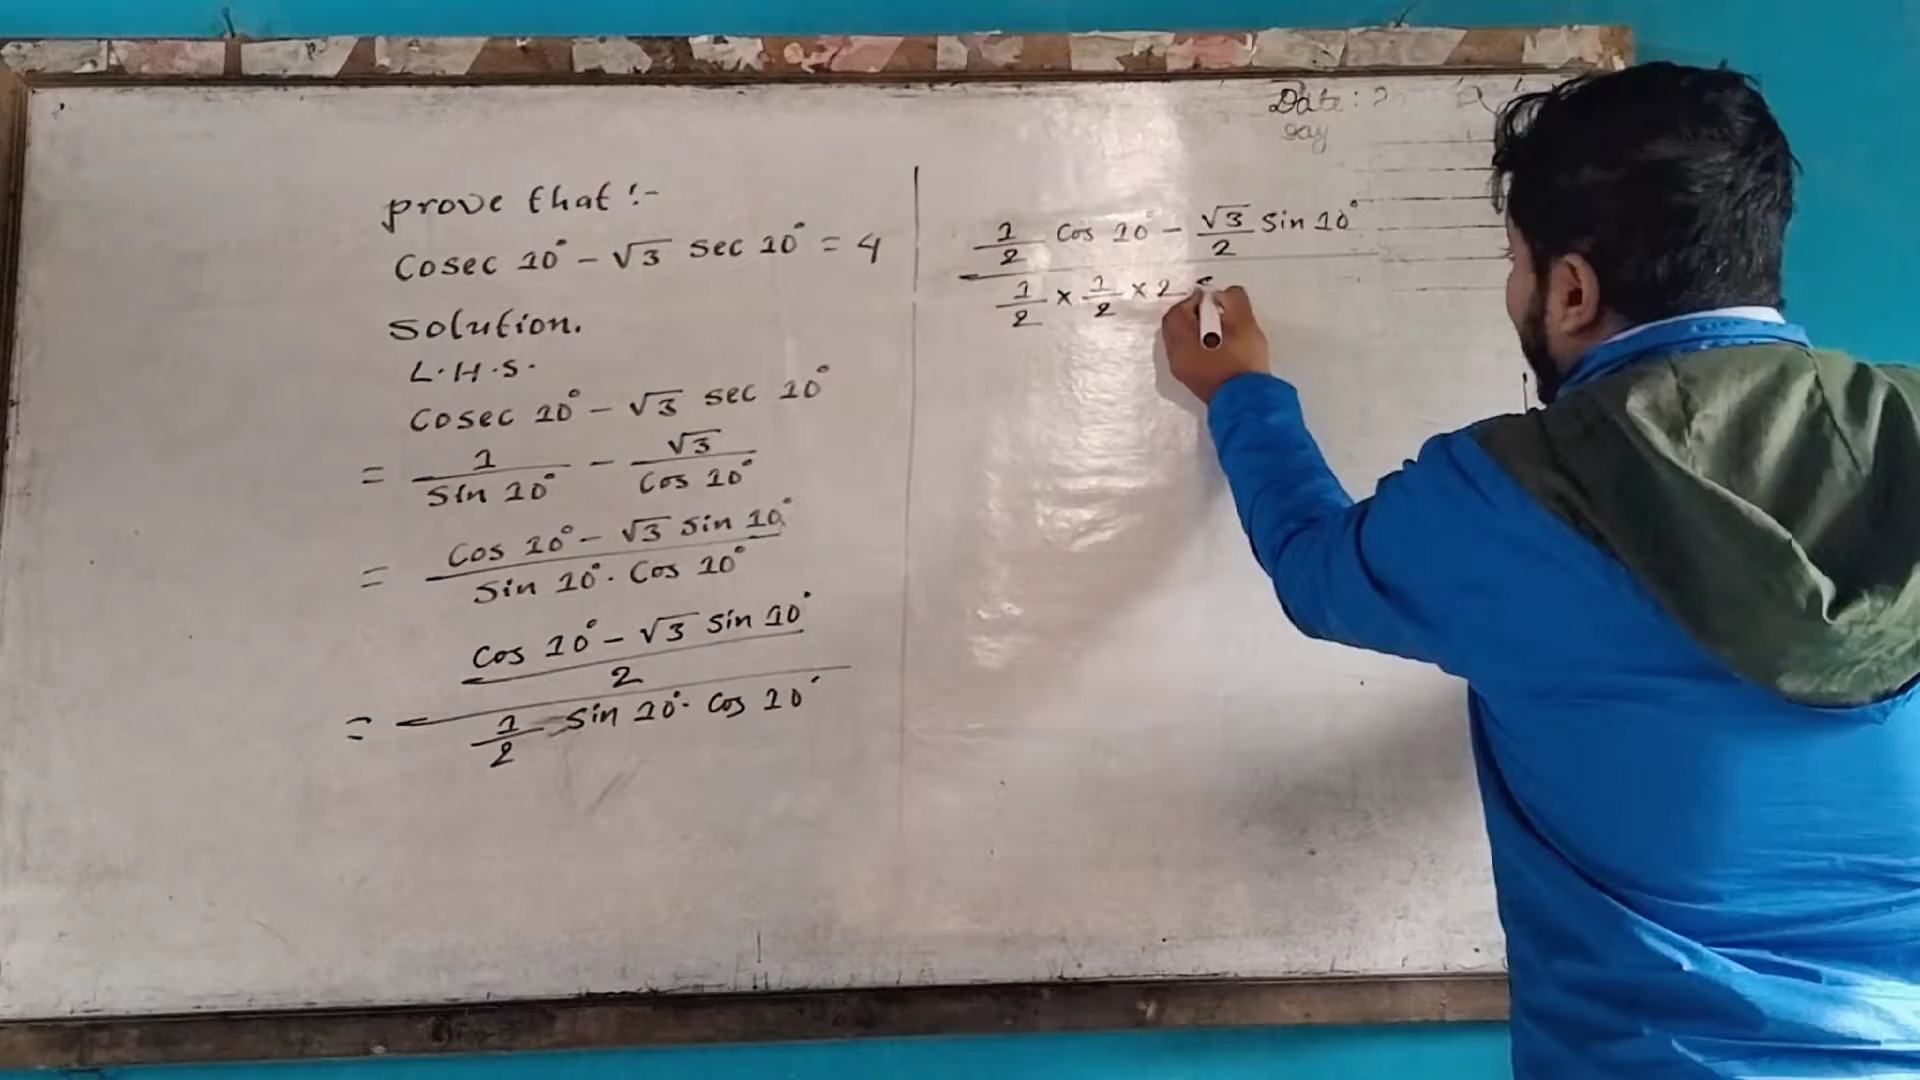 Date :
day
prove that :-
Cosec 10° - √3 sec 10° = 4
Solution.
L.H.S.
Cosec 10° - √3 sec 10°
= 1/Sin 10° - √3/Cos 10°
= (Cos 10° - √3 Sin 10°)/(Sin 10° . Cos 10°)
= ((Cos 10° - √3 Sin 10°)/2)/(1/2 Sin 10° . Cos 10°)
(1/2 Cos 10° - √3/2 Sin 10°)/(1/2 × 1/2 × 2